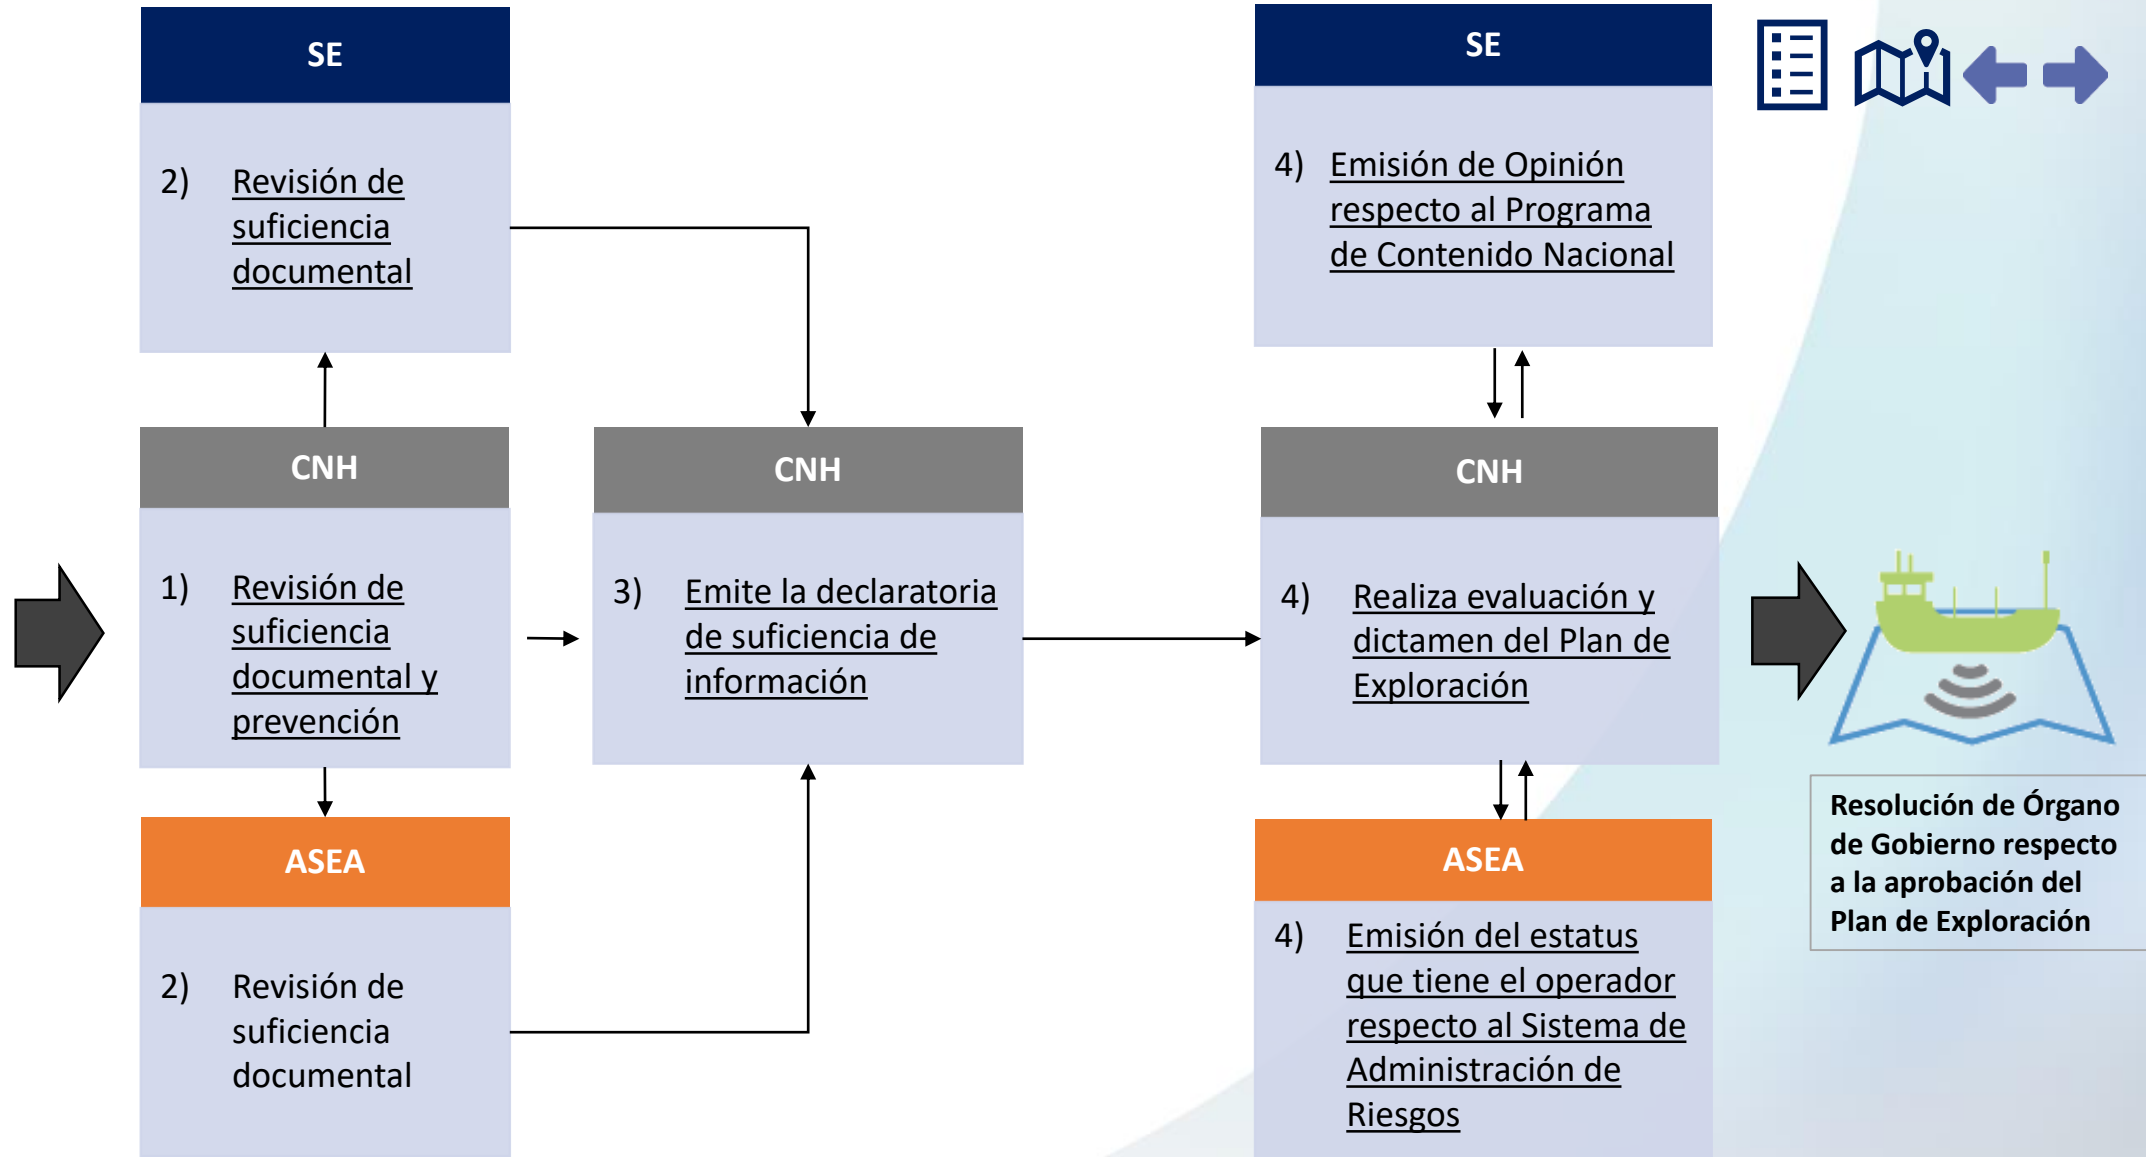 SE
2) Revisión de
suficiencia
documental
CNH
1) Revisión de
suficiencia
documental y
prevención
ASEA
2) Revisión de
suficiencia
documental
CNH
3) Emite la declaratoria
de suficiencia de
información
SE
4) Emisión de Opinión
respecto al Programa
de Contenido Nacional
CNH
4) Realiza evaluación y
dictamen del Plan de
Exploración
ASEA
4) Emisión del estatus
que tiene el operador
respecto al Sistema de
Administración de
Riesgos
Resolución de Órgano
de Gobierno respecto
a la aprobación del
Plan de Exploración